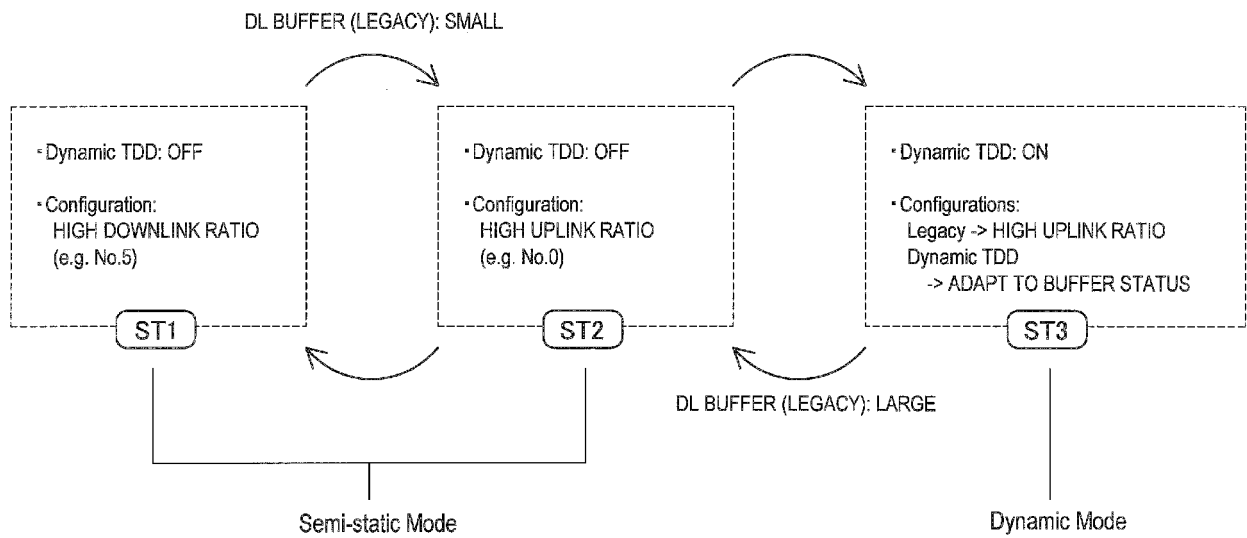 DL BUFFER (LEGACY): SMALL
・Dynamic TDD: OFF
・Configuration:
HIGH DOWNLINK RATIO
(e.g. No.5)
ST1
・Dynamic TDD: OFF
・Configuration:
HIGH UPLINK RATIO
(e.g. No.0)
ST2
・Dynamic TDD: ON
・Configurations:
Legacy -> HIGH UPLINK RATIO
Dynamic TDD
-> ADAPT TO BUFFER STATUS
ST3
DL BUFFER (LEGACY): LARGE
Semi-static Mode
Dynamic Mode